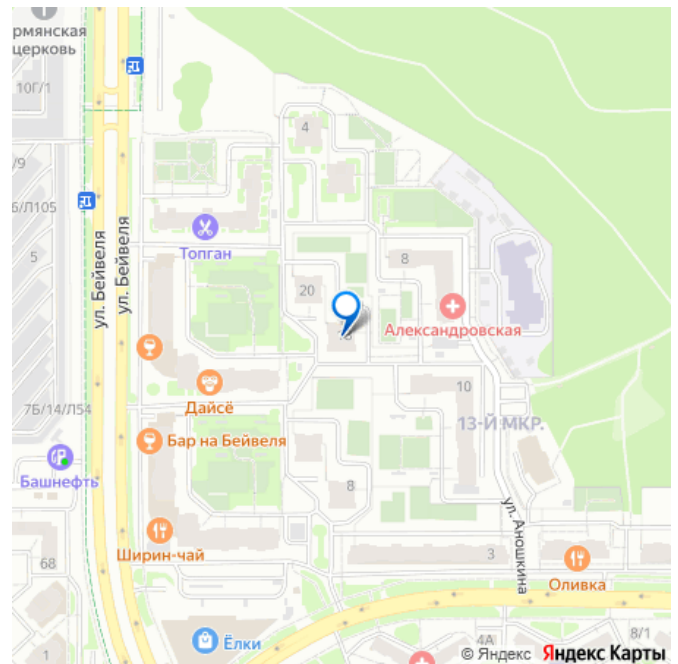 рмянская
церковь
10Г/1
/9
Б/Л105
5
ул. Бейвеля
ул. Бейвеля
4
Топган
20
8
Александровская
Дайсё
7Б/14/Л54
10
13-Й МКР.
Бар на Бейвеля
Башнефть
8
ул. Аношкина
Ширин-чай
3
Оливка
68
Ёлки
4А
8/1
1
© Яндекс Яндекс Карты